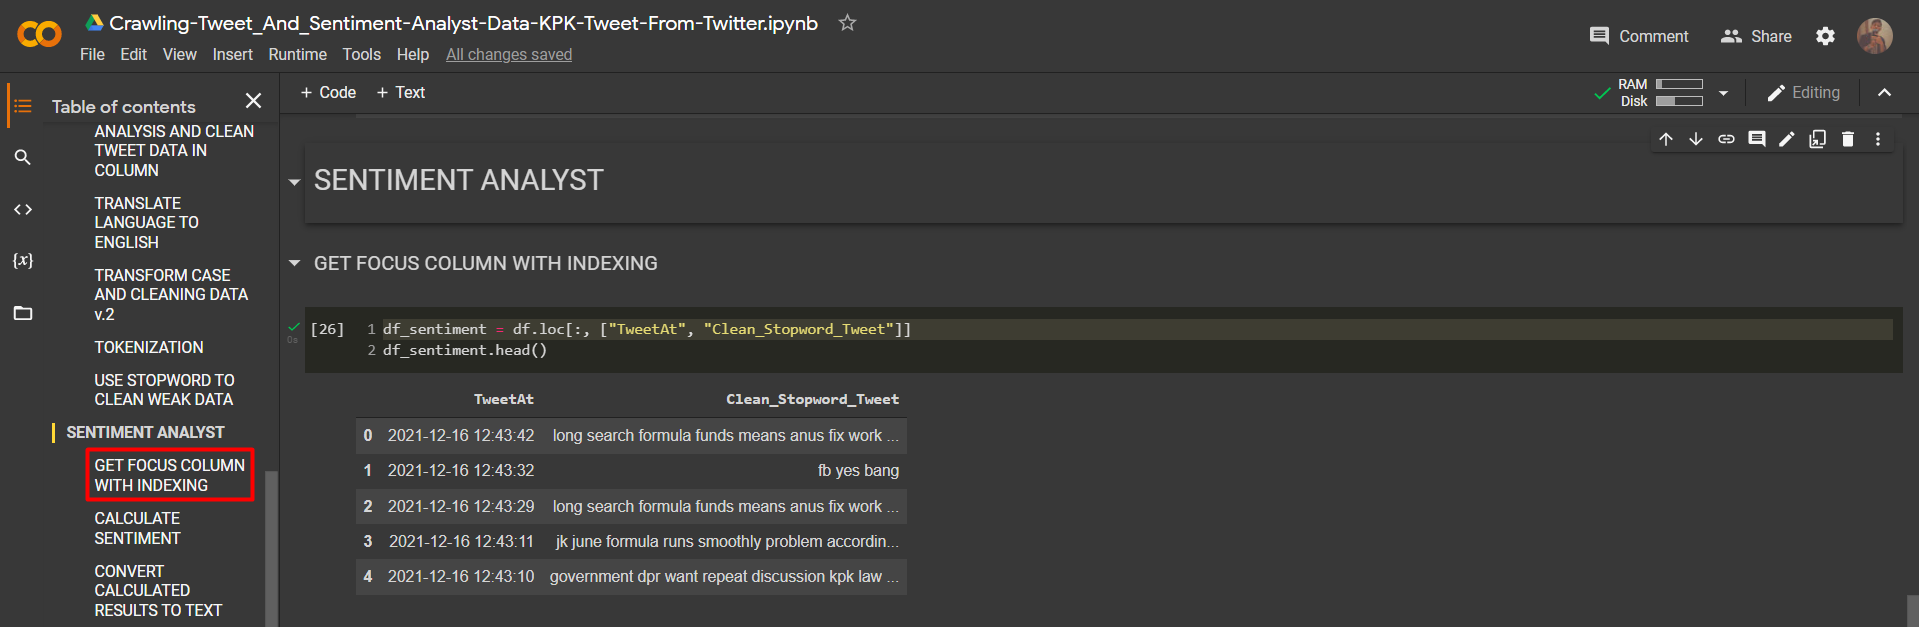 Crawling-Tweet_And_Sentiment-Analyst-Data-KPK-Tweet-From-Twitter.ipynb
File Edit View Insert Runtime Tools Help All changes saved
Comment Share
Table of contents
ANALYSIS AND CLEAN
TWEET DATA IN
COLUMN
TRANSLATE
LANGUAGE TO
ENGLISH
TRANSFORM CASE
AND CLEANING DATA
v.2
TOKENIZATION
USE STOPWORD TO
CLEAN WEAK DATA
SENTIMENT ANALYST
GET FOCUS COLUMN
WITH INDEXING
CALCULATE
SENTIMENT
CONVERT
CALCULATED
RESULTS TO TEXT
{x}
+ Code + Text
RAM
Disk
Editing
SENTIMENT ANALYST
GET FOCUS COLUMN WITH INDEXING
[26] 1 df_sentiment = df.loc[:, ["TweetAt", "Clean_Stopword_Tweet"]]
0s
2 df_sentiment.head()
TweetAt Clean_Stopword_Tweet
0 2021-12-16 12:43:42 long search formula funds means anus fix work ...
1 2021-12-16 12:43:32 fb yes bang
2 2021-12-16 12:43:29 long search formula funds means anus fix work ...
3 2021-12-16 12:43:11 jk june formula runs smoothly problem accordin...
4 2021-12-16 12:43:10 government dpr want repeat discussion kpk law ...